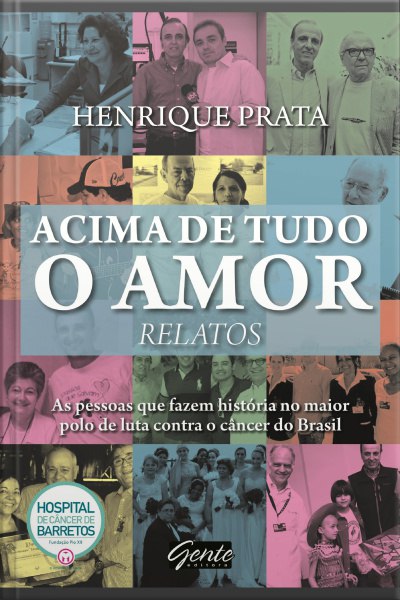 HENRIQUE PRATA
ACIMA DE TUDO
O AMOR
RELATOS
As pessoas que fazem história no maior
polo de luta contra o câncer do Brasil
HOSPITAL
DE CÂNCER DE
BARRETOS
Fundação Pio XII
Gente
editora